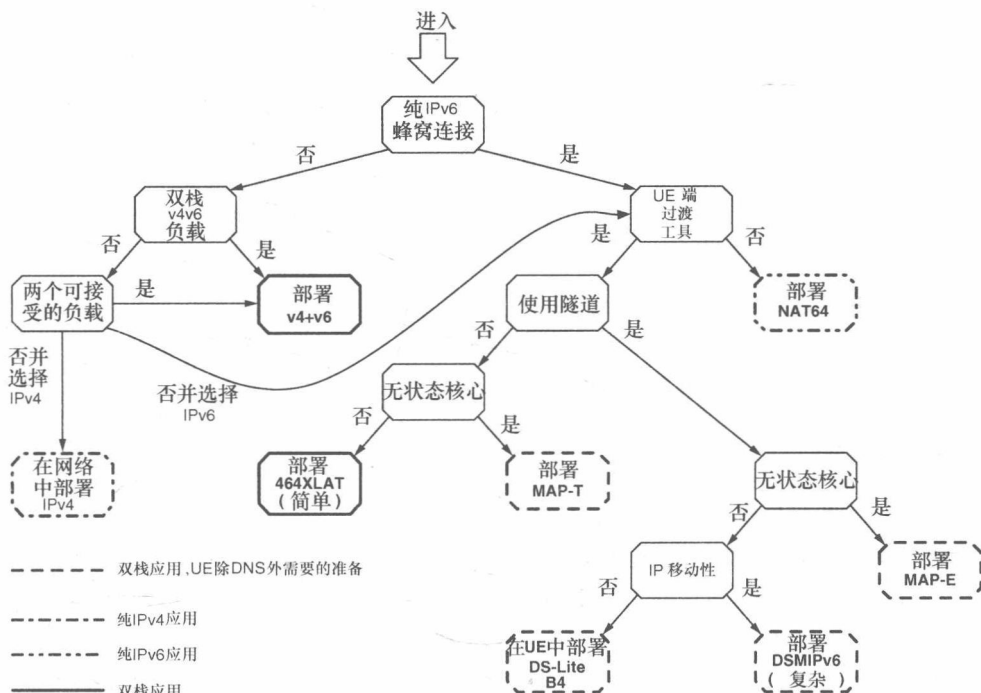 进入
纯IPv6
蜂窝连接
否
是
双栓
v4v6
负载
UE 端
过渡
工具
否
是
是
否
两个可接
受的负载
是
部署
v4+v6
使用隧道
部署
NAT64
否并
选择
IPv4
否并选择
IPv6
否
是
无状态核心
否
是
在网络
中部署
IPv4
部署
464XLAT
(简单)
部署
MAP-T
无状态核心
否
是
双栈应用,UE除DNS外需要的准备
IP 移动性
部署
MAP-E
否
是
纯IPv4应用
纯IPv6应用
在UE中部署
DS-Lite
B4
部署
DSMIPv6
( 复杂)
双栈应用